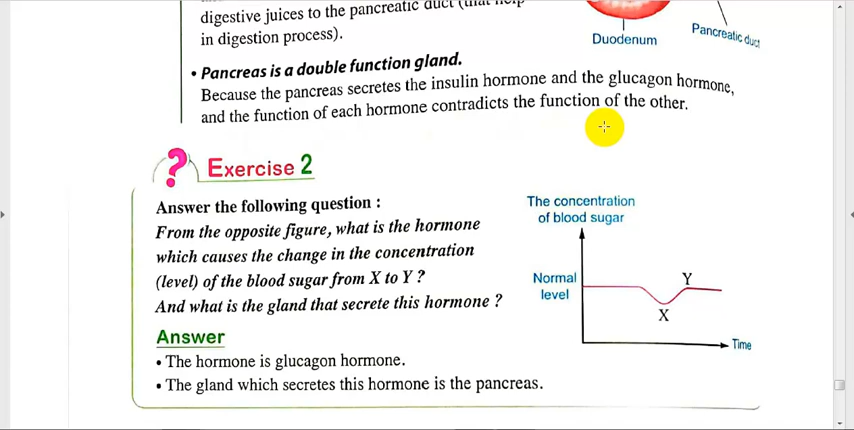 digestive juices to the pancreatic duct (that help
in digestion process).
Duodenum
Pancreatic duct
• Pancreas is a double function gland.
Because the pancreas secretes the insulin hormone and the glucagon hormone,
and the function of each hormone contradicts the function of the other.
? Exercise 2
Answer the following question :
From the opposite figure, what is the hormone
which causes the change in the concentration
(level) of the blood sugar from X to Y ?
And what is the gland that secrete this hormone ?
The concentration
of blood sugar
Normal
level
Y
X
Time
Answer
• The hormone is glucagon hormone.
• The gland which secretes this hormone is the pancreas.